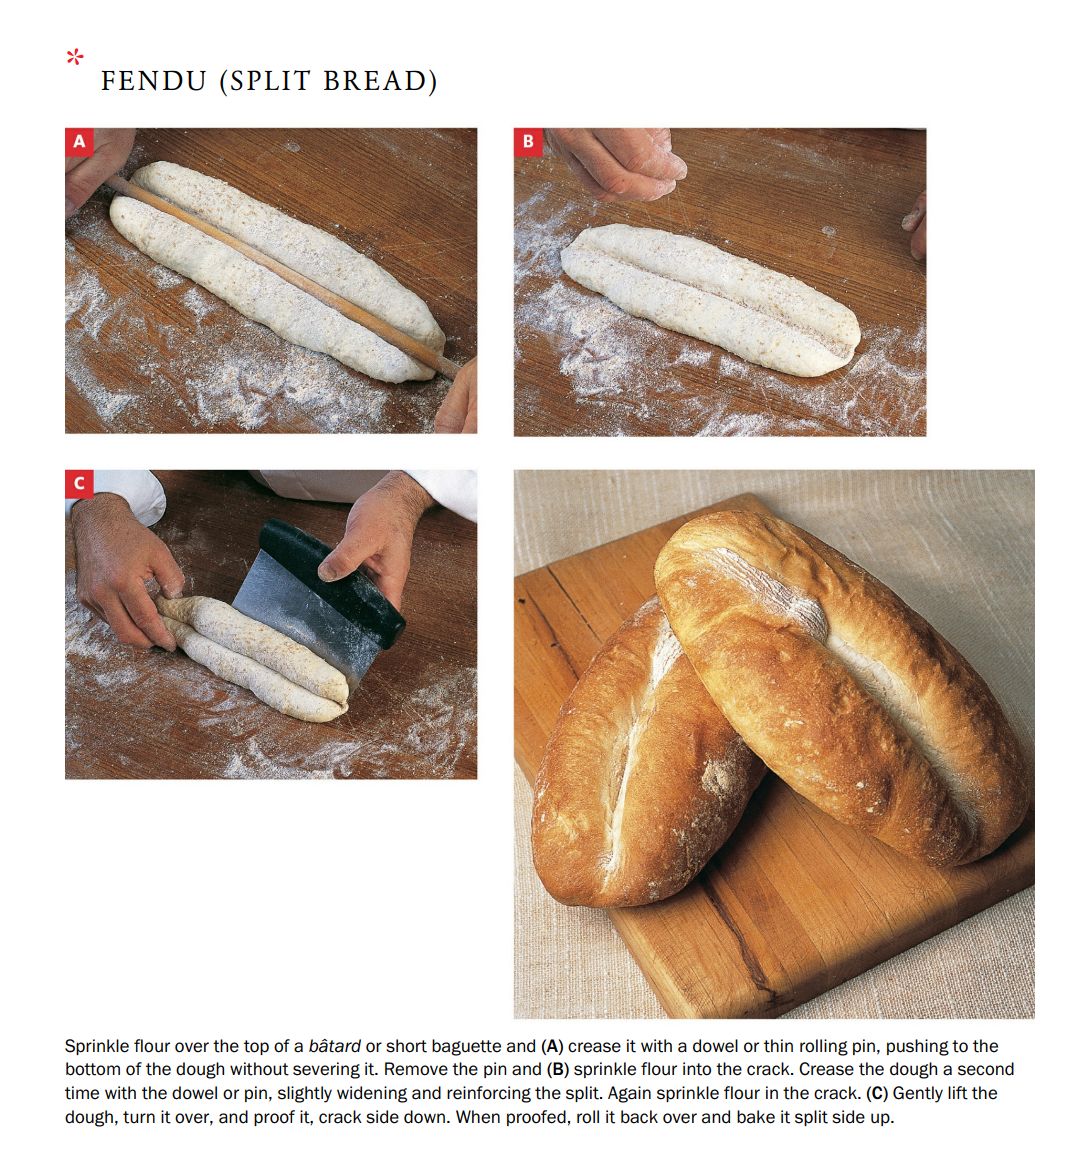 * FENDU (SPLIT BREAD)
A
B
C
Sprinkle flour over the top of a bâtard or short baguette and (A) crease it with a dowel or thin rolling pin, pushing to the
bottom of the dough without severing it. Remove the pin and (B) sprinkle flour into the crack. Crease the dough a second
time with the dowel or pin, slightly widening and reinforcing the split. Again sprinkle flour in the crack. (C) Gently lift the
dough, turn it over, and proof it, crack side down. When proofed, roll it back over and bake it split side up.